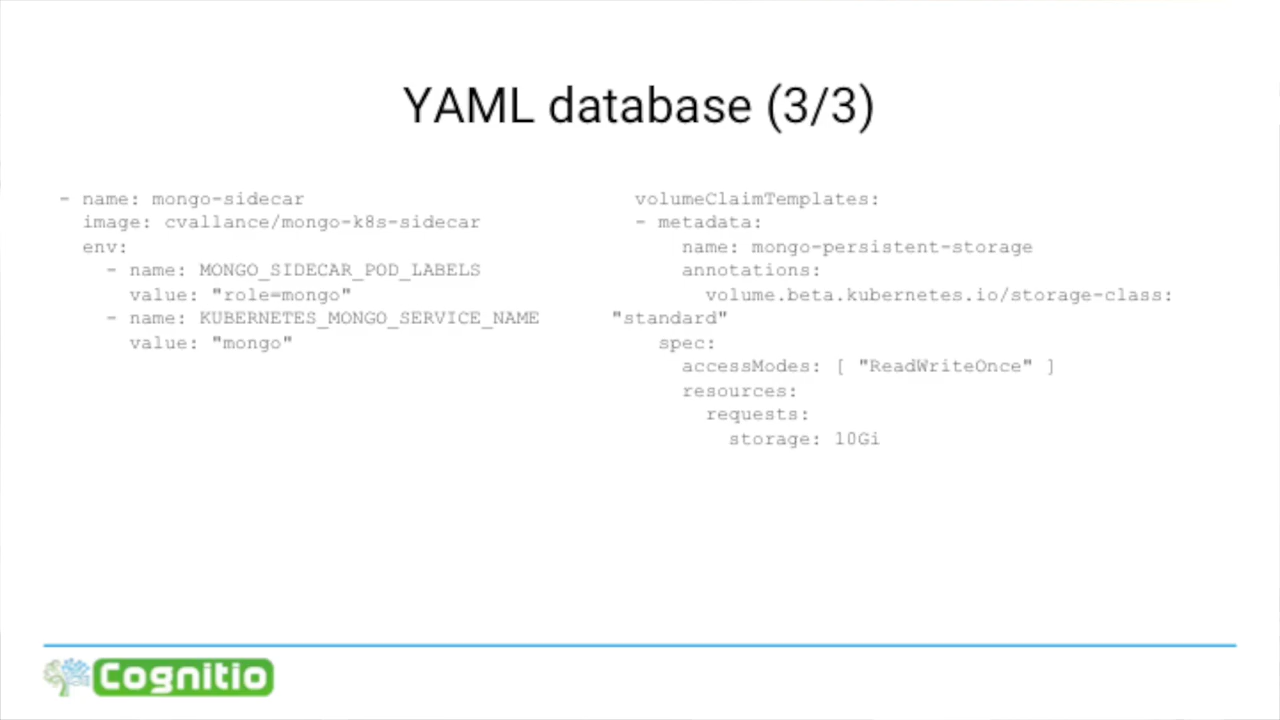 YAML database (3/3)
- name: mongo-sidecar
image: cvallance/mongo-k8s-sidecar
env:
- name: MONGO_SIDECAR_POD_LABELS
value: "role=mongo"
- name: KUBERNETES_MONGO_SERVICE_NAME
value: "mongo"
volumeClaimTemplates:
- metadata:
name: mongo-persistent-storage
annotations:
volume.beta.kubernetes.io/storage-class:
"standard"
spec:
accessModes: [ "ReadWriteOnce" ]
resources:
requests:
storage: 10Gi
Cognitio